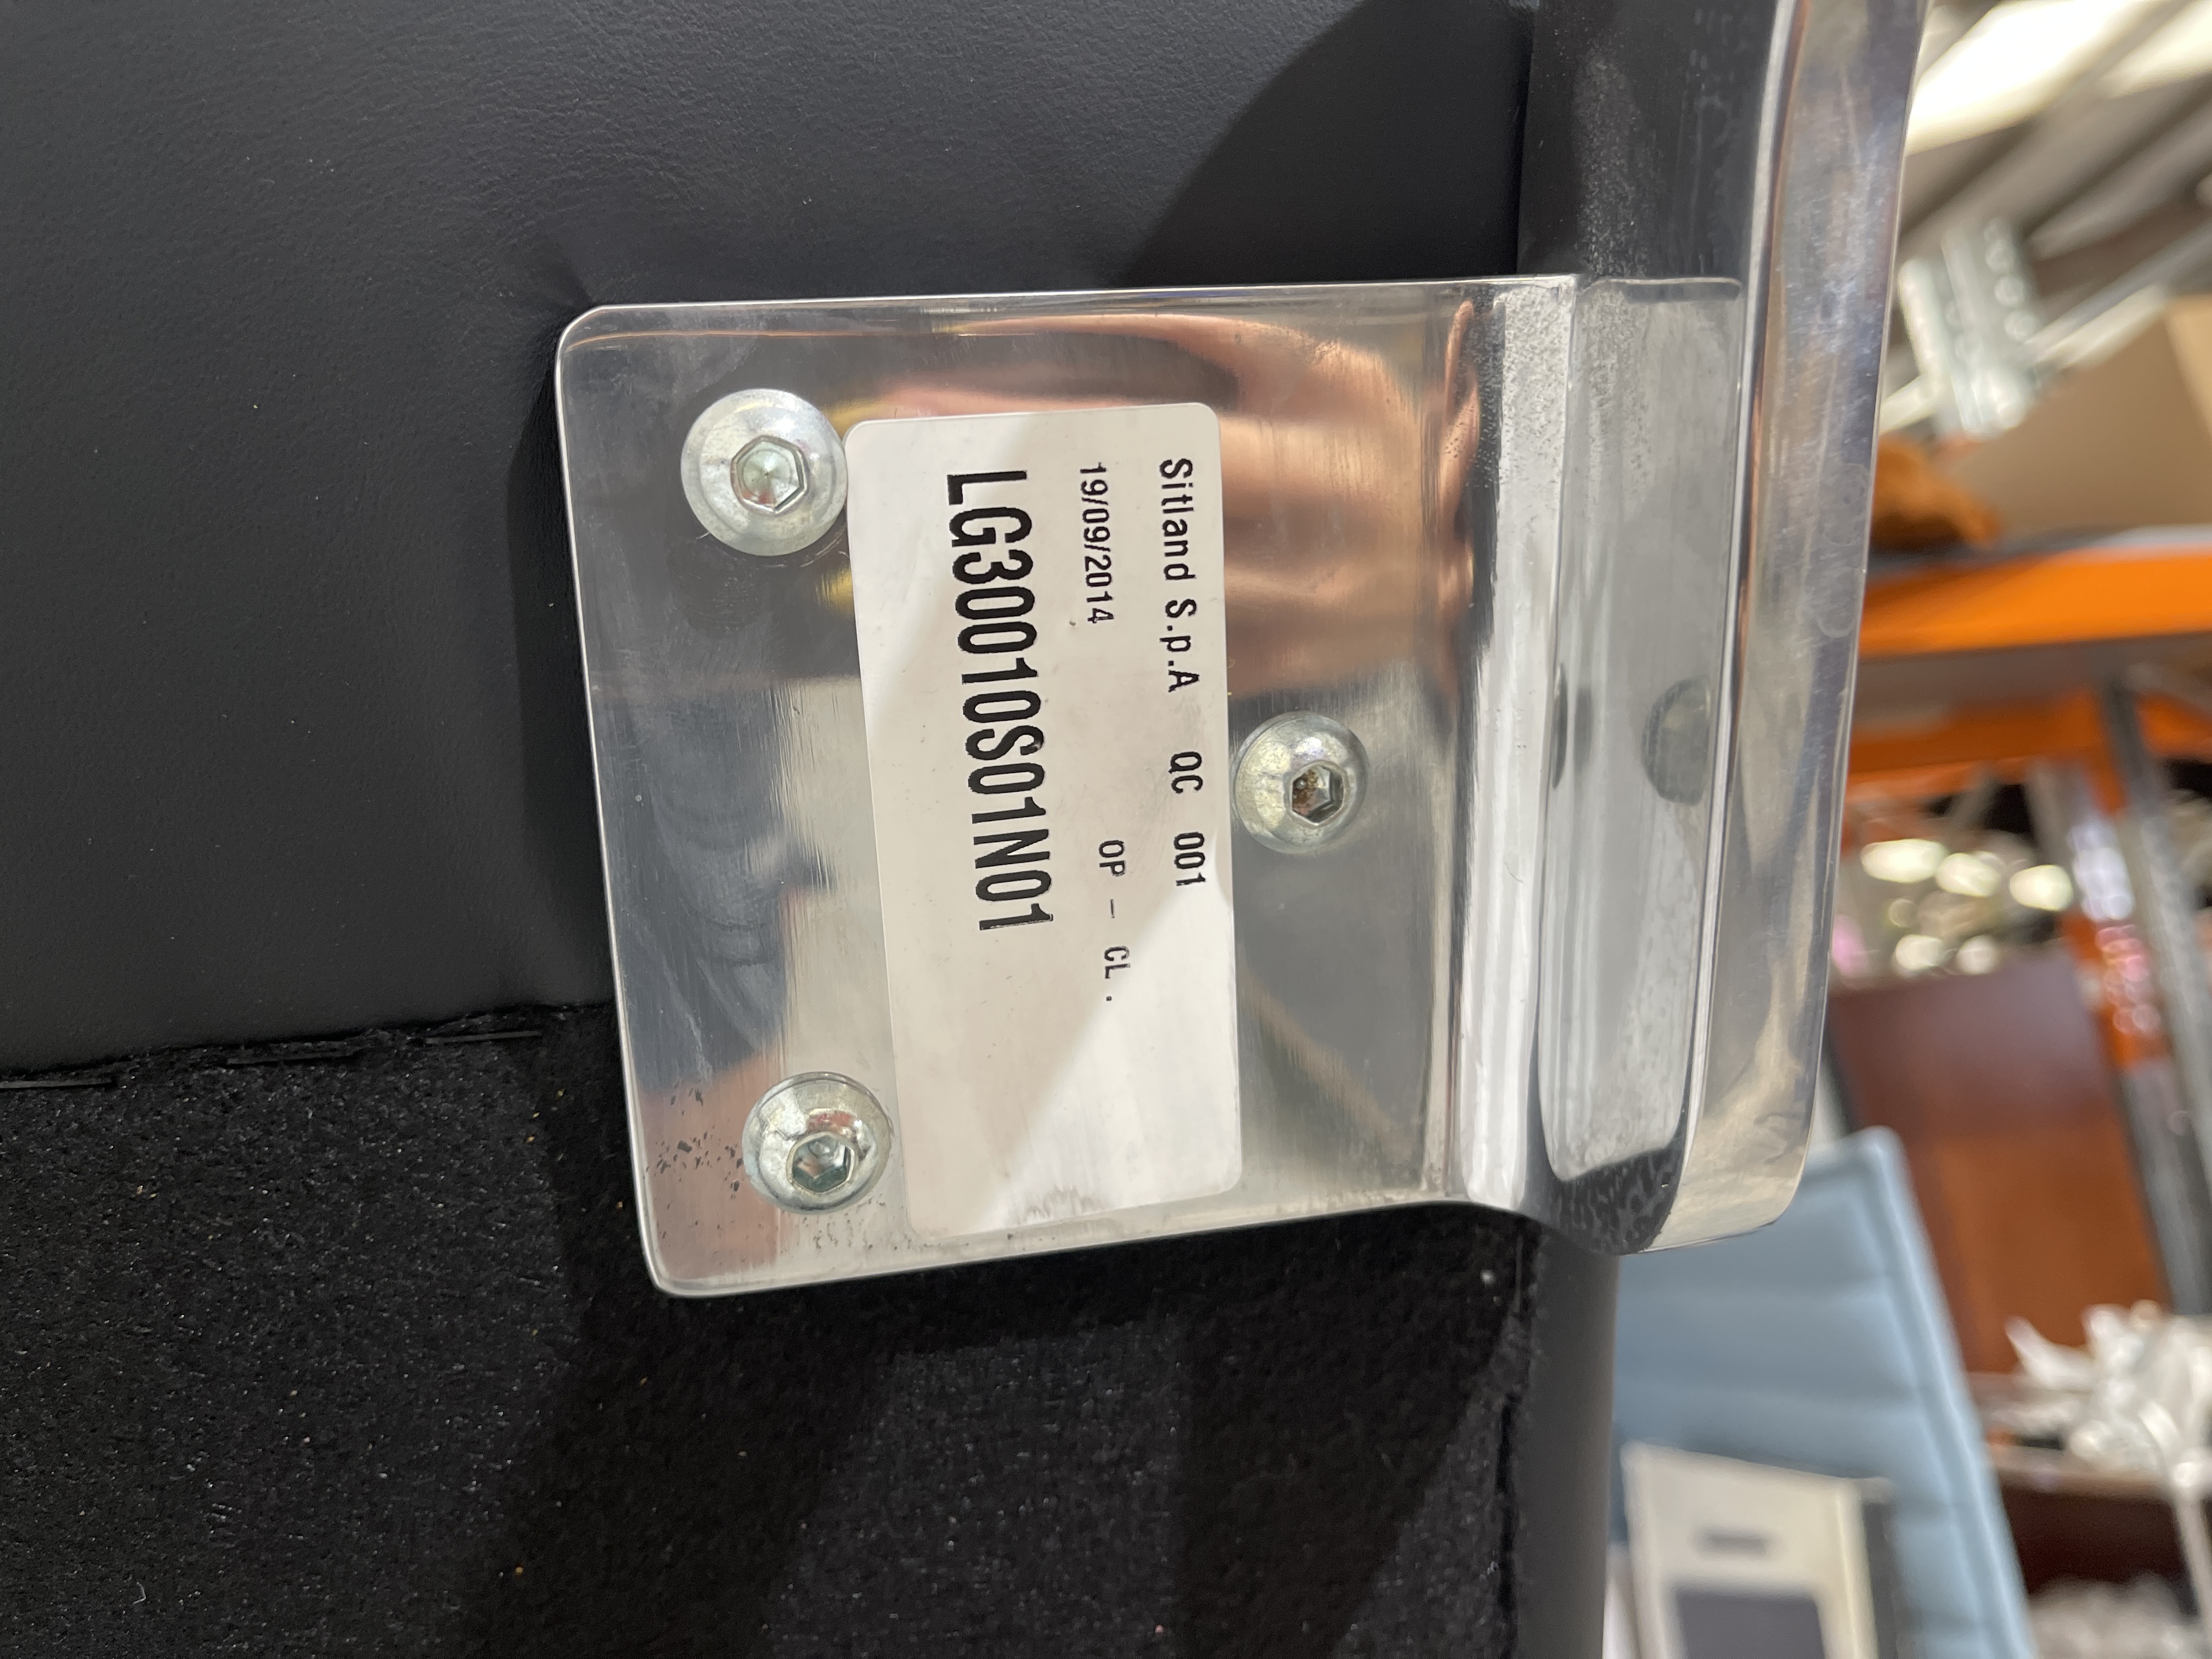 Sitland S.p.A QC 001
19/09/2014 OP - CL.
LG30010S01N01